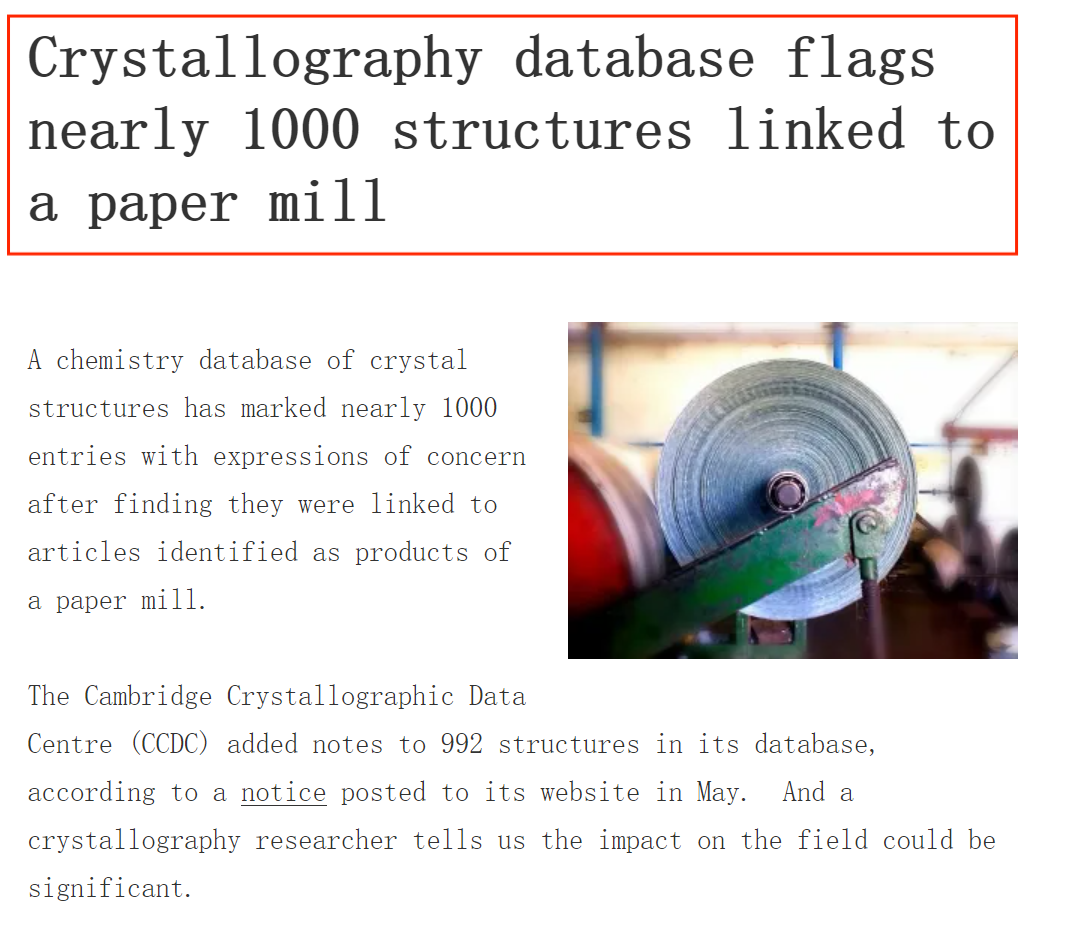 Crystallography database flags
nearly 1000 structures linked to
a paper mill
A chemistry database of crystal
structures has marked nearly 1000
entries with expressions of concern
after finding they were linked to
articles identified as products of
a paper mill.
The Cambridge Crystallographic Data
Centre (CCDC) added notes to 992 structures in its database,
according to a notice posted to its website in May.  And a
crystallography researcher tells us the impact on the field could be
significant.